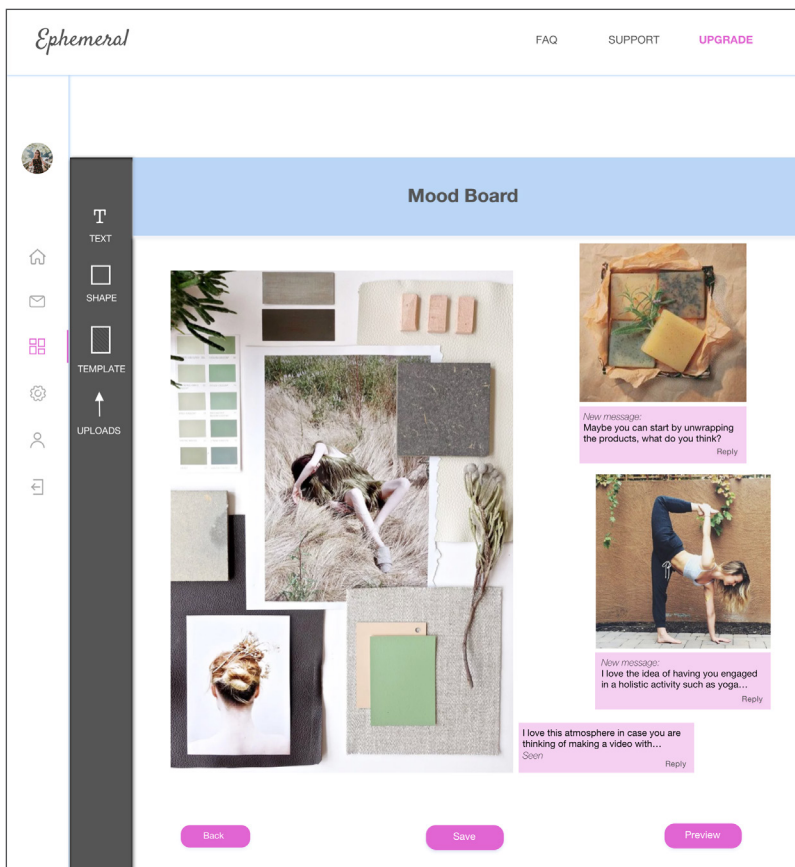 Ephemeral
FAQ
SUPPORT
UPGRADE
Mood Board
TEXT
SHAPE
TEMPLATE
UPLOADS
New message:
Maybe you can start by unwrapping
the products, what do you think?
Reply
New message:
I love the idea of having you engaged
in a holistic activity such as yoga…
Reply
I love this atmosphere in case you are
thinking of making a video with…
Seen
Reply
Back
Save
Preview